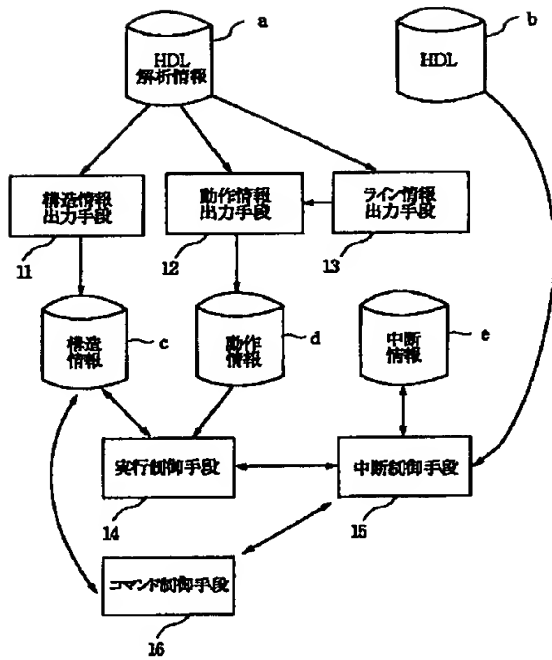 a
b
HDL
解析情報
HDL
構造情報
出力手段
動作情報
出力手段
ライン情報
出力手段
11
12
13
構造
情報
c
動作
情報
d
中断
情報
e
実行制御手段
中断制御手段
14
15
コマンド制御手段
16